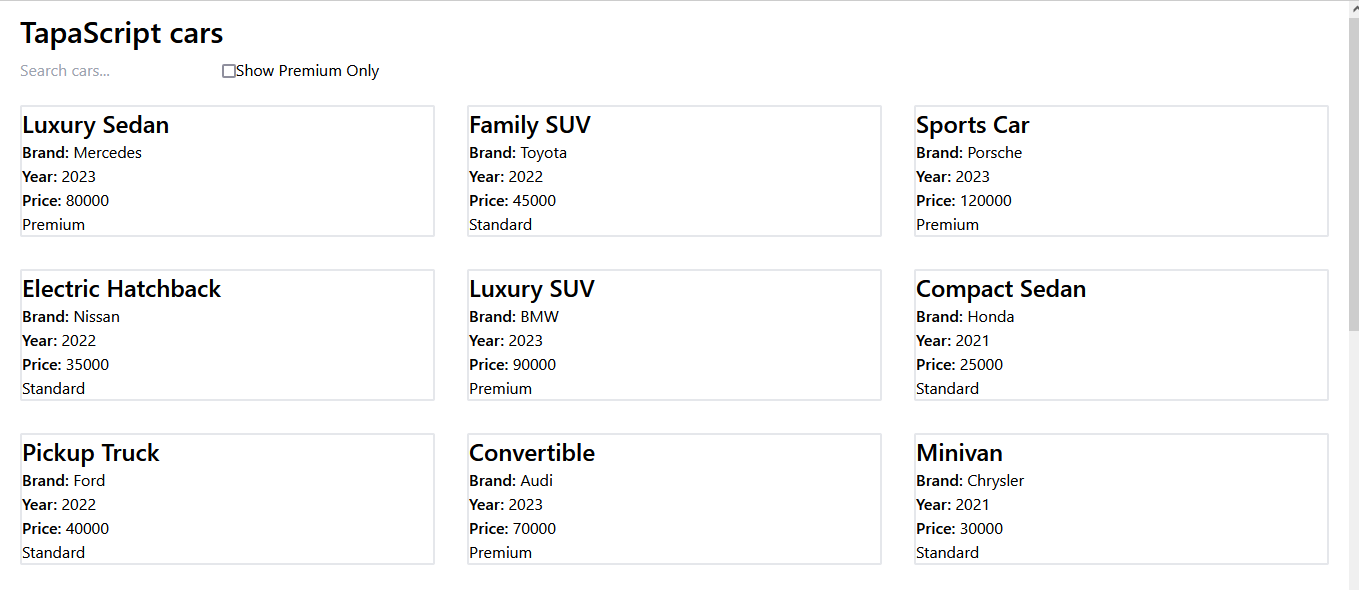 TapaScript cars
Search cars...
Show Premium Only
Luxury Sedan
Brand: Mercedes
Year: 2023
Price: 80000
Premium
Family SUV
Brand: Toyota
Year: 2022
Price: 45000
Standard
Sports Car
Brand: Porsche
Year: 2023
Price: 120000
Premium
Electric Hatchback
Brand: Nissan
Year: 2022
Price: 35000
Standard
Luxury SUV
Brand: BMW
Year: 2023
Price: 90000
Premium
Compact Sedan
Brand: Honda
Year: 2021
Price: 25000
Standard
Pickup Truck
Brand: Ford
Year: 2022
Price: 40000
Standard
Convertible
Brand: Audi
Year: 2023
Price: 70000
Premium
Minivan
Brand: Chrysler
Year: 2021
Price: 30000
Standard